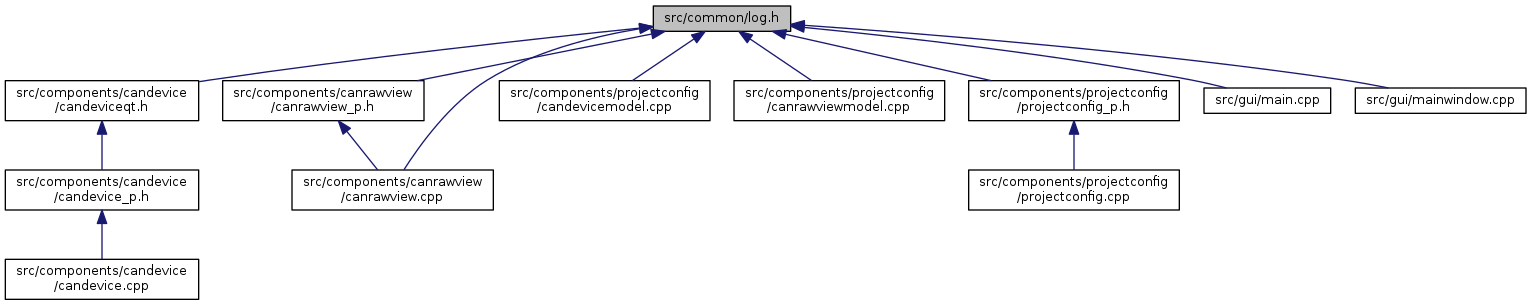 src/common/log.h
src/components/candevice
/candeviceqt.h
src/components/canrawview
/canrawview_p.h
src/components/projectconfig
/candevicemodel.cpp
src/components/projectconfig
/canrawviewmodel.cpp
src/components/projectconfig
/projectconfig_p.h
src/gui/main.cpp
src/gui/mainwindow.cpp
src/components/candevice
/candevice_p.h
src/components/canrawview
/canrawview.cpp
src/components/projectconfig
/projectconfig.cpp
src/components/candevice
/candevice.cpp